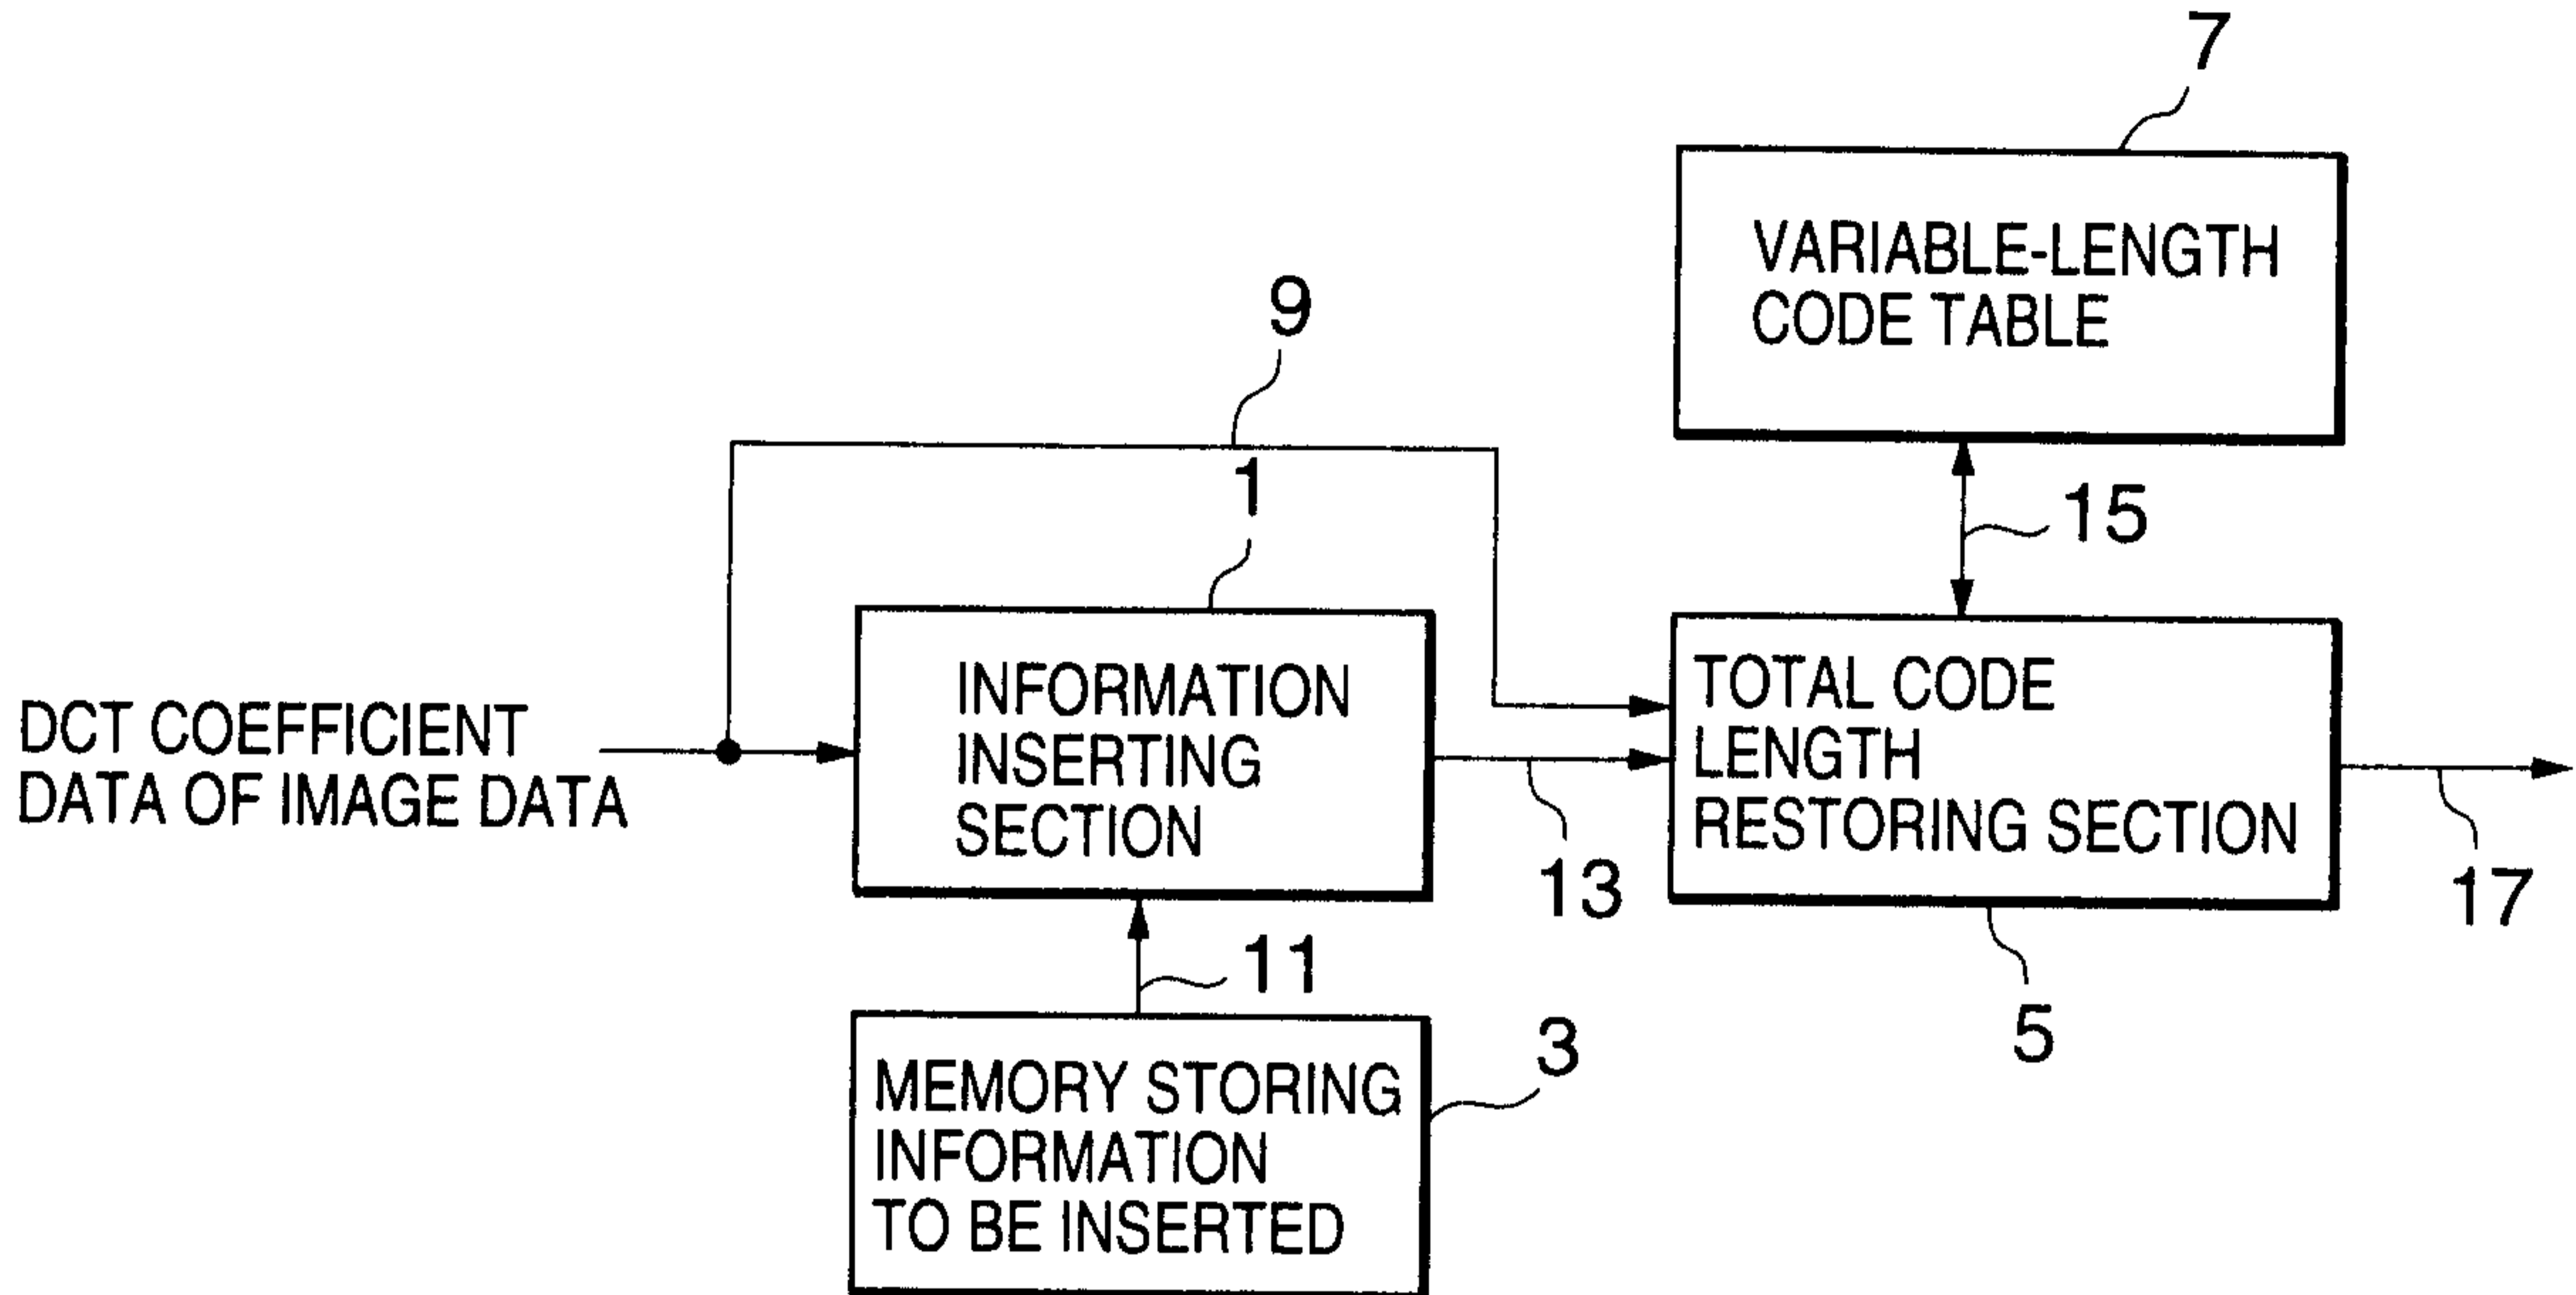 7
VARIABLE-LENGTH
CODE TABLE
9
1
15
DCT COEFFICIENT
DATA OF IMAGE DATA
INFORMATION
INSERTING
SECTION
TOTAL CODE
LENGTH
RESTORING SECTION
13
17
11
5
3
MEMORY STORING
INFORMATION
TO BE INSERTED